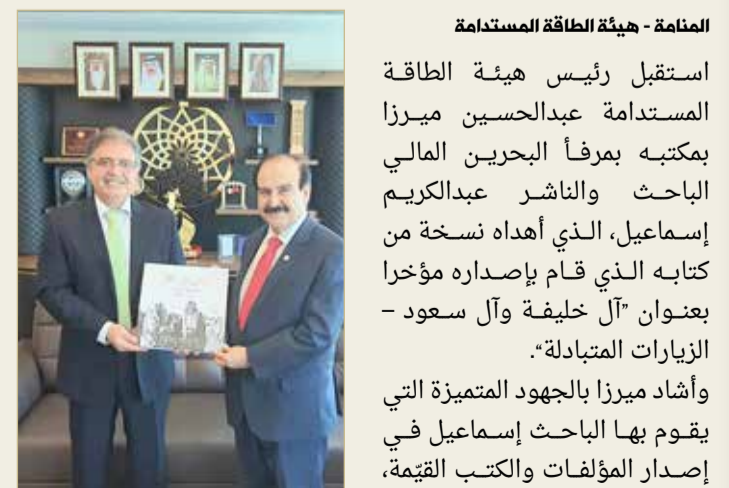 المنامة - هيئة الطاقة المستدامة
استقبل رئيس هيئة الطاقة
المستدامة عبدالحسين ميرزا
بمكتبه بمرفأ البحرين المالي
الباحث والناشر عبدالكريم
إسماعيل، الذي أهداه نسخة من
كتابه الذي قام بإصداره مؤخرا
بعنوان ”آل خليفة وآل سعود –
الزيارات المتبادلة“.
وأشاد ميرزا بالجهود المتميزة التي
يقوم بها الباحث إسماعيل في
إصدار المؤلفات والكتب القيّمة،